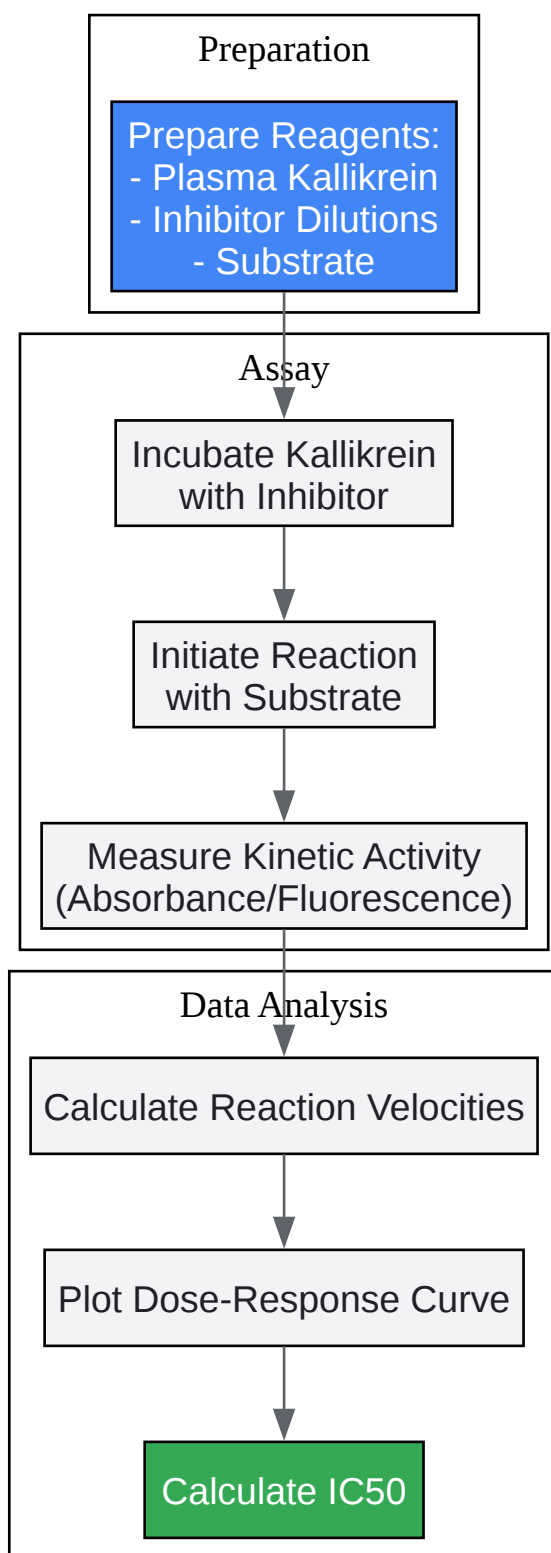 Preparation
Prepare Reagents:
- Plasma Kallikrein
- Inhibitor Dilutions
- Substrate
Assay
Incubate Kallikrein
with Inhibitor
Initiate Reaction
with Substrate
Measure Kinetic Activity
(Absorbance/Fluorescence)
Data Analysis
Calculate Reaction Velocities
Plot Dose-Response Curve
Calculate IC50